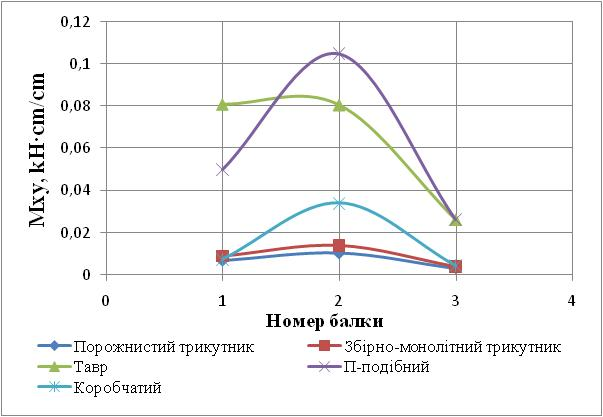 0,12
0,1
0,08
0,06
0,04
0,02
0
Mxy, kH·cm/cm
0 1 2 3 4
Номер балки
Порожнистий трикутник Збірно-монолітний трикутник
Тавр П-подібний
Коробчатий